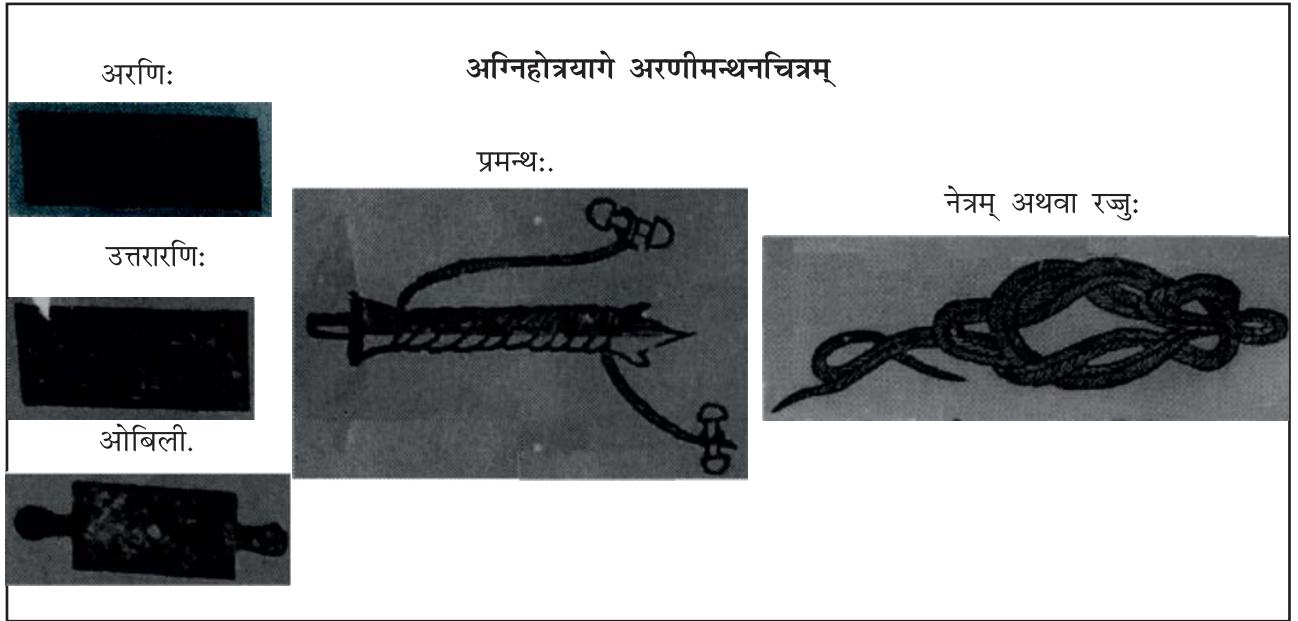 अग्निहोत्रयागे अरणीमन्थनचित्रम्
अरणिः
उत्तरारणिः
ओबिली.
प्रमन्थः.
नेत्रम् अथवा रज्जुः